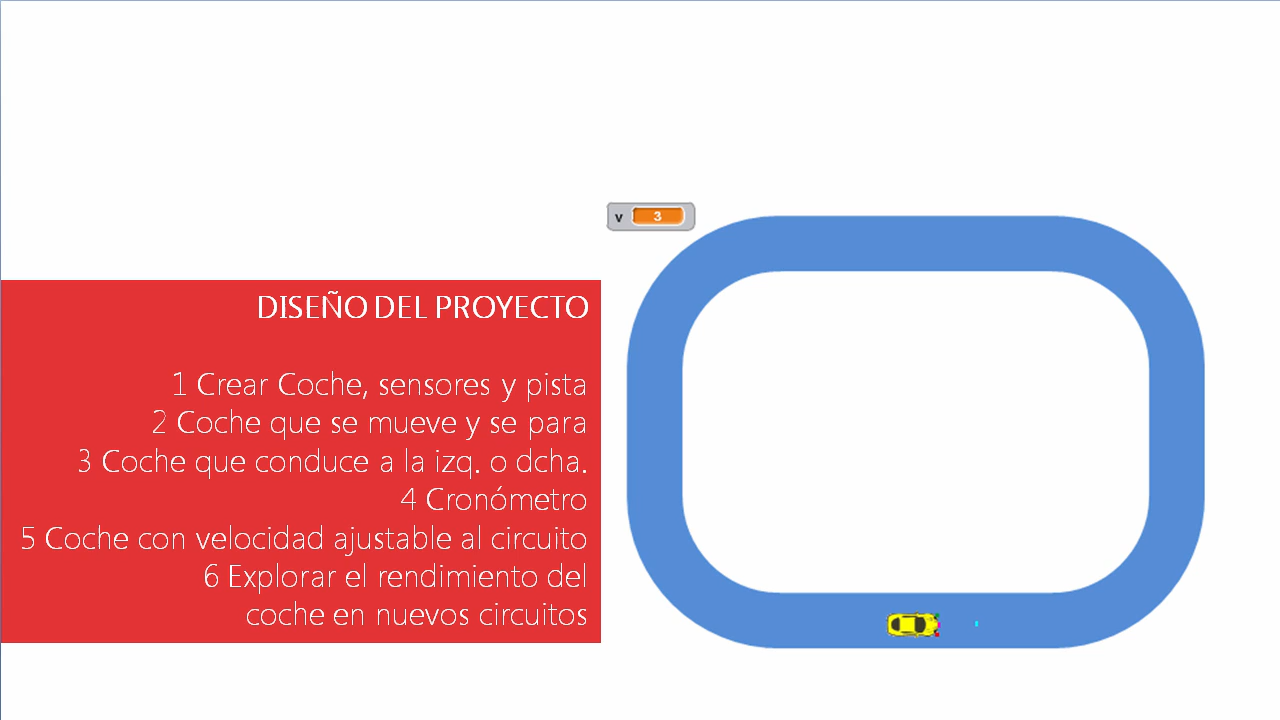 v 3
DISEÑO DEL PROYECTO
1 Crear Coche, sensores y pista
2 Coche que se mueve y se para
3 Coche que conduce a la izq. o dcha.
4 Cronómetro
5 Coche con velocidad ajustable al circuito
6 Explorar el rendimiento del
coche en nuevos circuitos